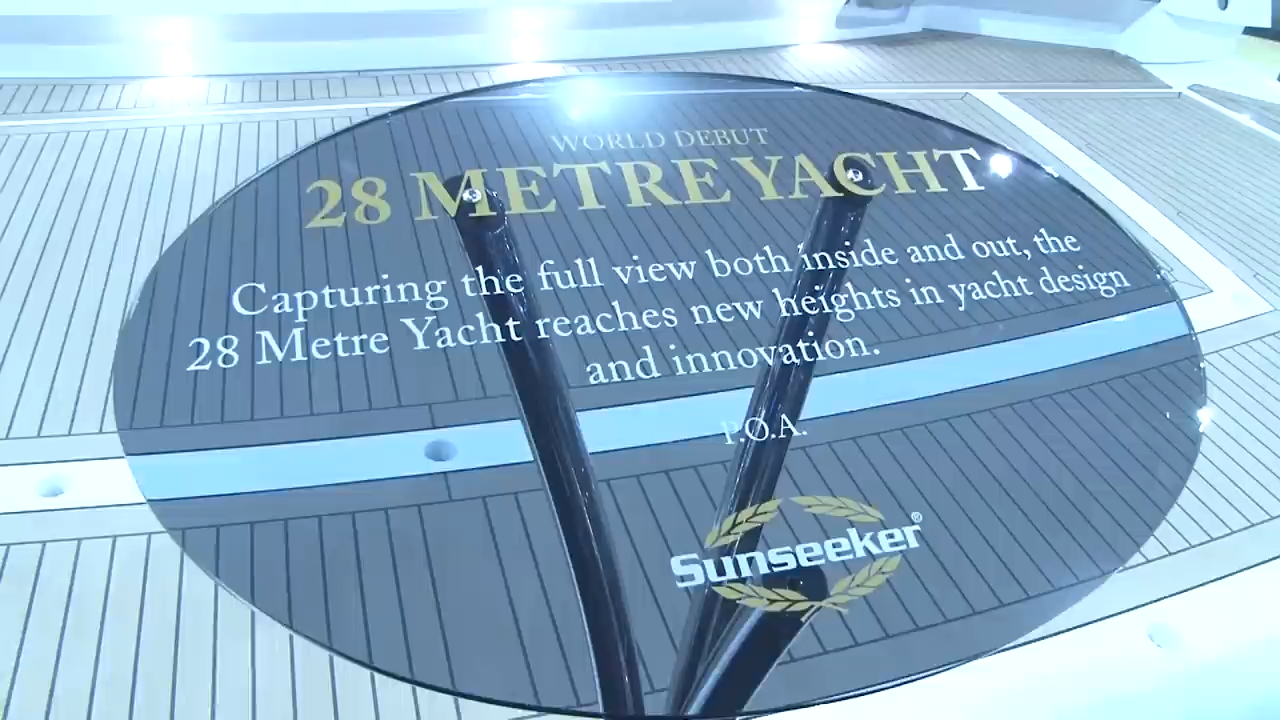 WORLD DEBUT
28 METRE YACHT
Capturing the full view both inside and out, the
28 Metre Yacht reaches new heights in yacht design
and innovation.
P.O.A.
Sunseeker®